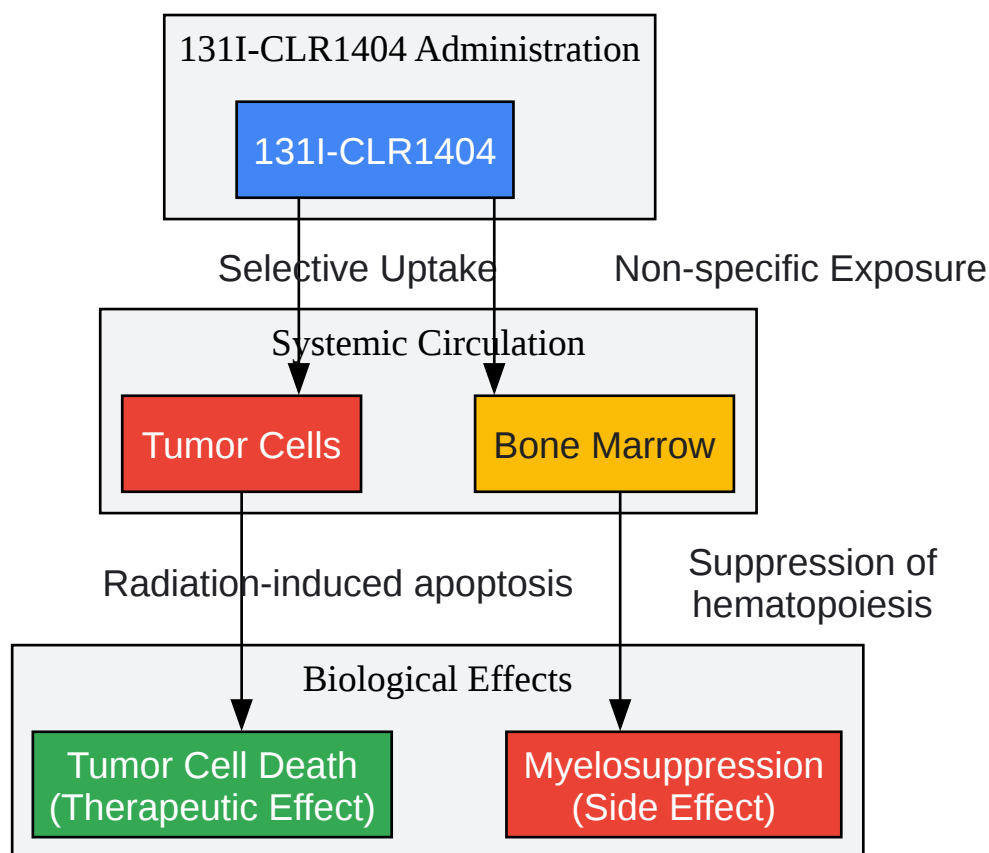 131I-CLR1404 Administration
131I-CLR1404
Selective Uptake
Non-specific Exposure
Systemic Circulation
Tumor Cells
Bone Marrow
Radiation-induced apoptosis
Suppression of
hematopoiesis
Biological Effects
Tumor Cell Death
(Therapeutic Effect)
Myelosuppression
(Side Effect)